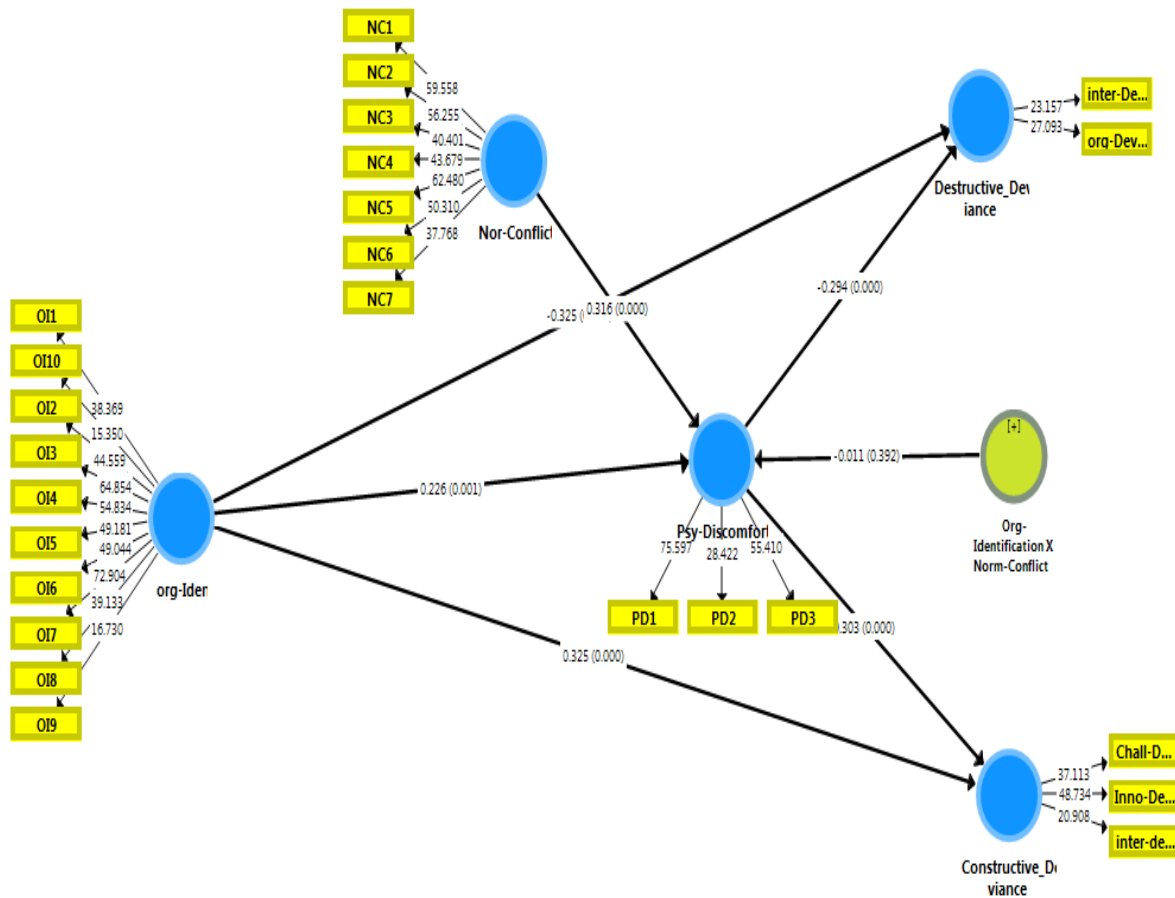 NC1
NC2
NC3
NC4
NC5
NC6
NC7
59.558
56.255
40.401
43.679
62.480
50.310
37.768
Nor-Conflict
23.157
27.093
inter-De...
org-Dev...
Destructive_Dev
iance
-0.325 (
0.316 (0.000)
-0.294 (0.000)
OI1
OI10
OI2
OI3
OI4
OI5
OI6
OI7
OI8
OI9
38.369
15.350
44.559
64.854
54.834
49.181
49.044
72.904
39.133
16.730
org-Iden
0.226 (0.001)
-0.011 (0.392)
[+]
Org-
Identification X
Norm-Conflict
Psy-Discomfort
75.597
28.422
55.410
PD1
PD2
PD3
.303 (0.000)
0.325 (0.000)
37.113
48.734
20.908
Chall-D...
Inno-De...
inter-de...
Constructive_De
viance